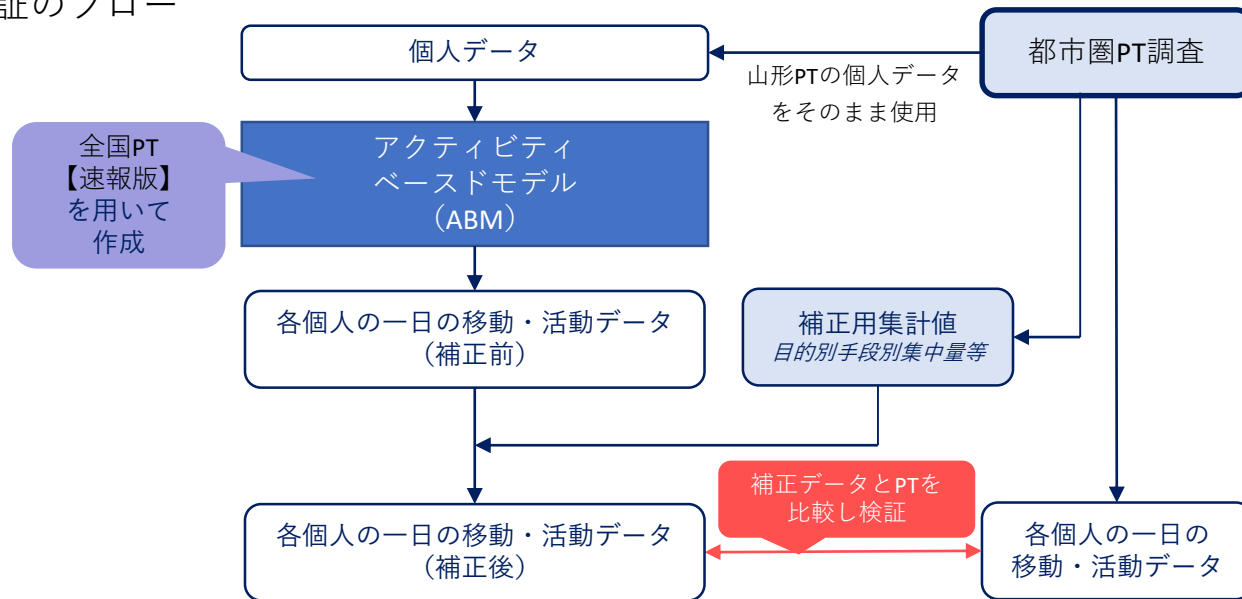 証のフロー
個人データ
都市圏PT調査
山形PTの個人データ
をそのまま使用
全国PT
【速報版】
を用いて
作成
アクティビティ
ベースドモデル
（ABM）
各個人の一日の移動・活動データ
（補正前）
補正用集計値
目的別手段別集中量等
補正データとPTを
比較し検証
各個人の一日の移動・活動データ
（補正後）
各個人の一日の
移動・活動データ